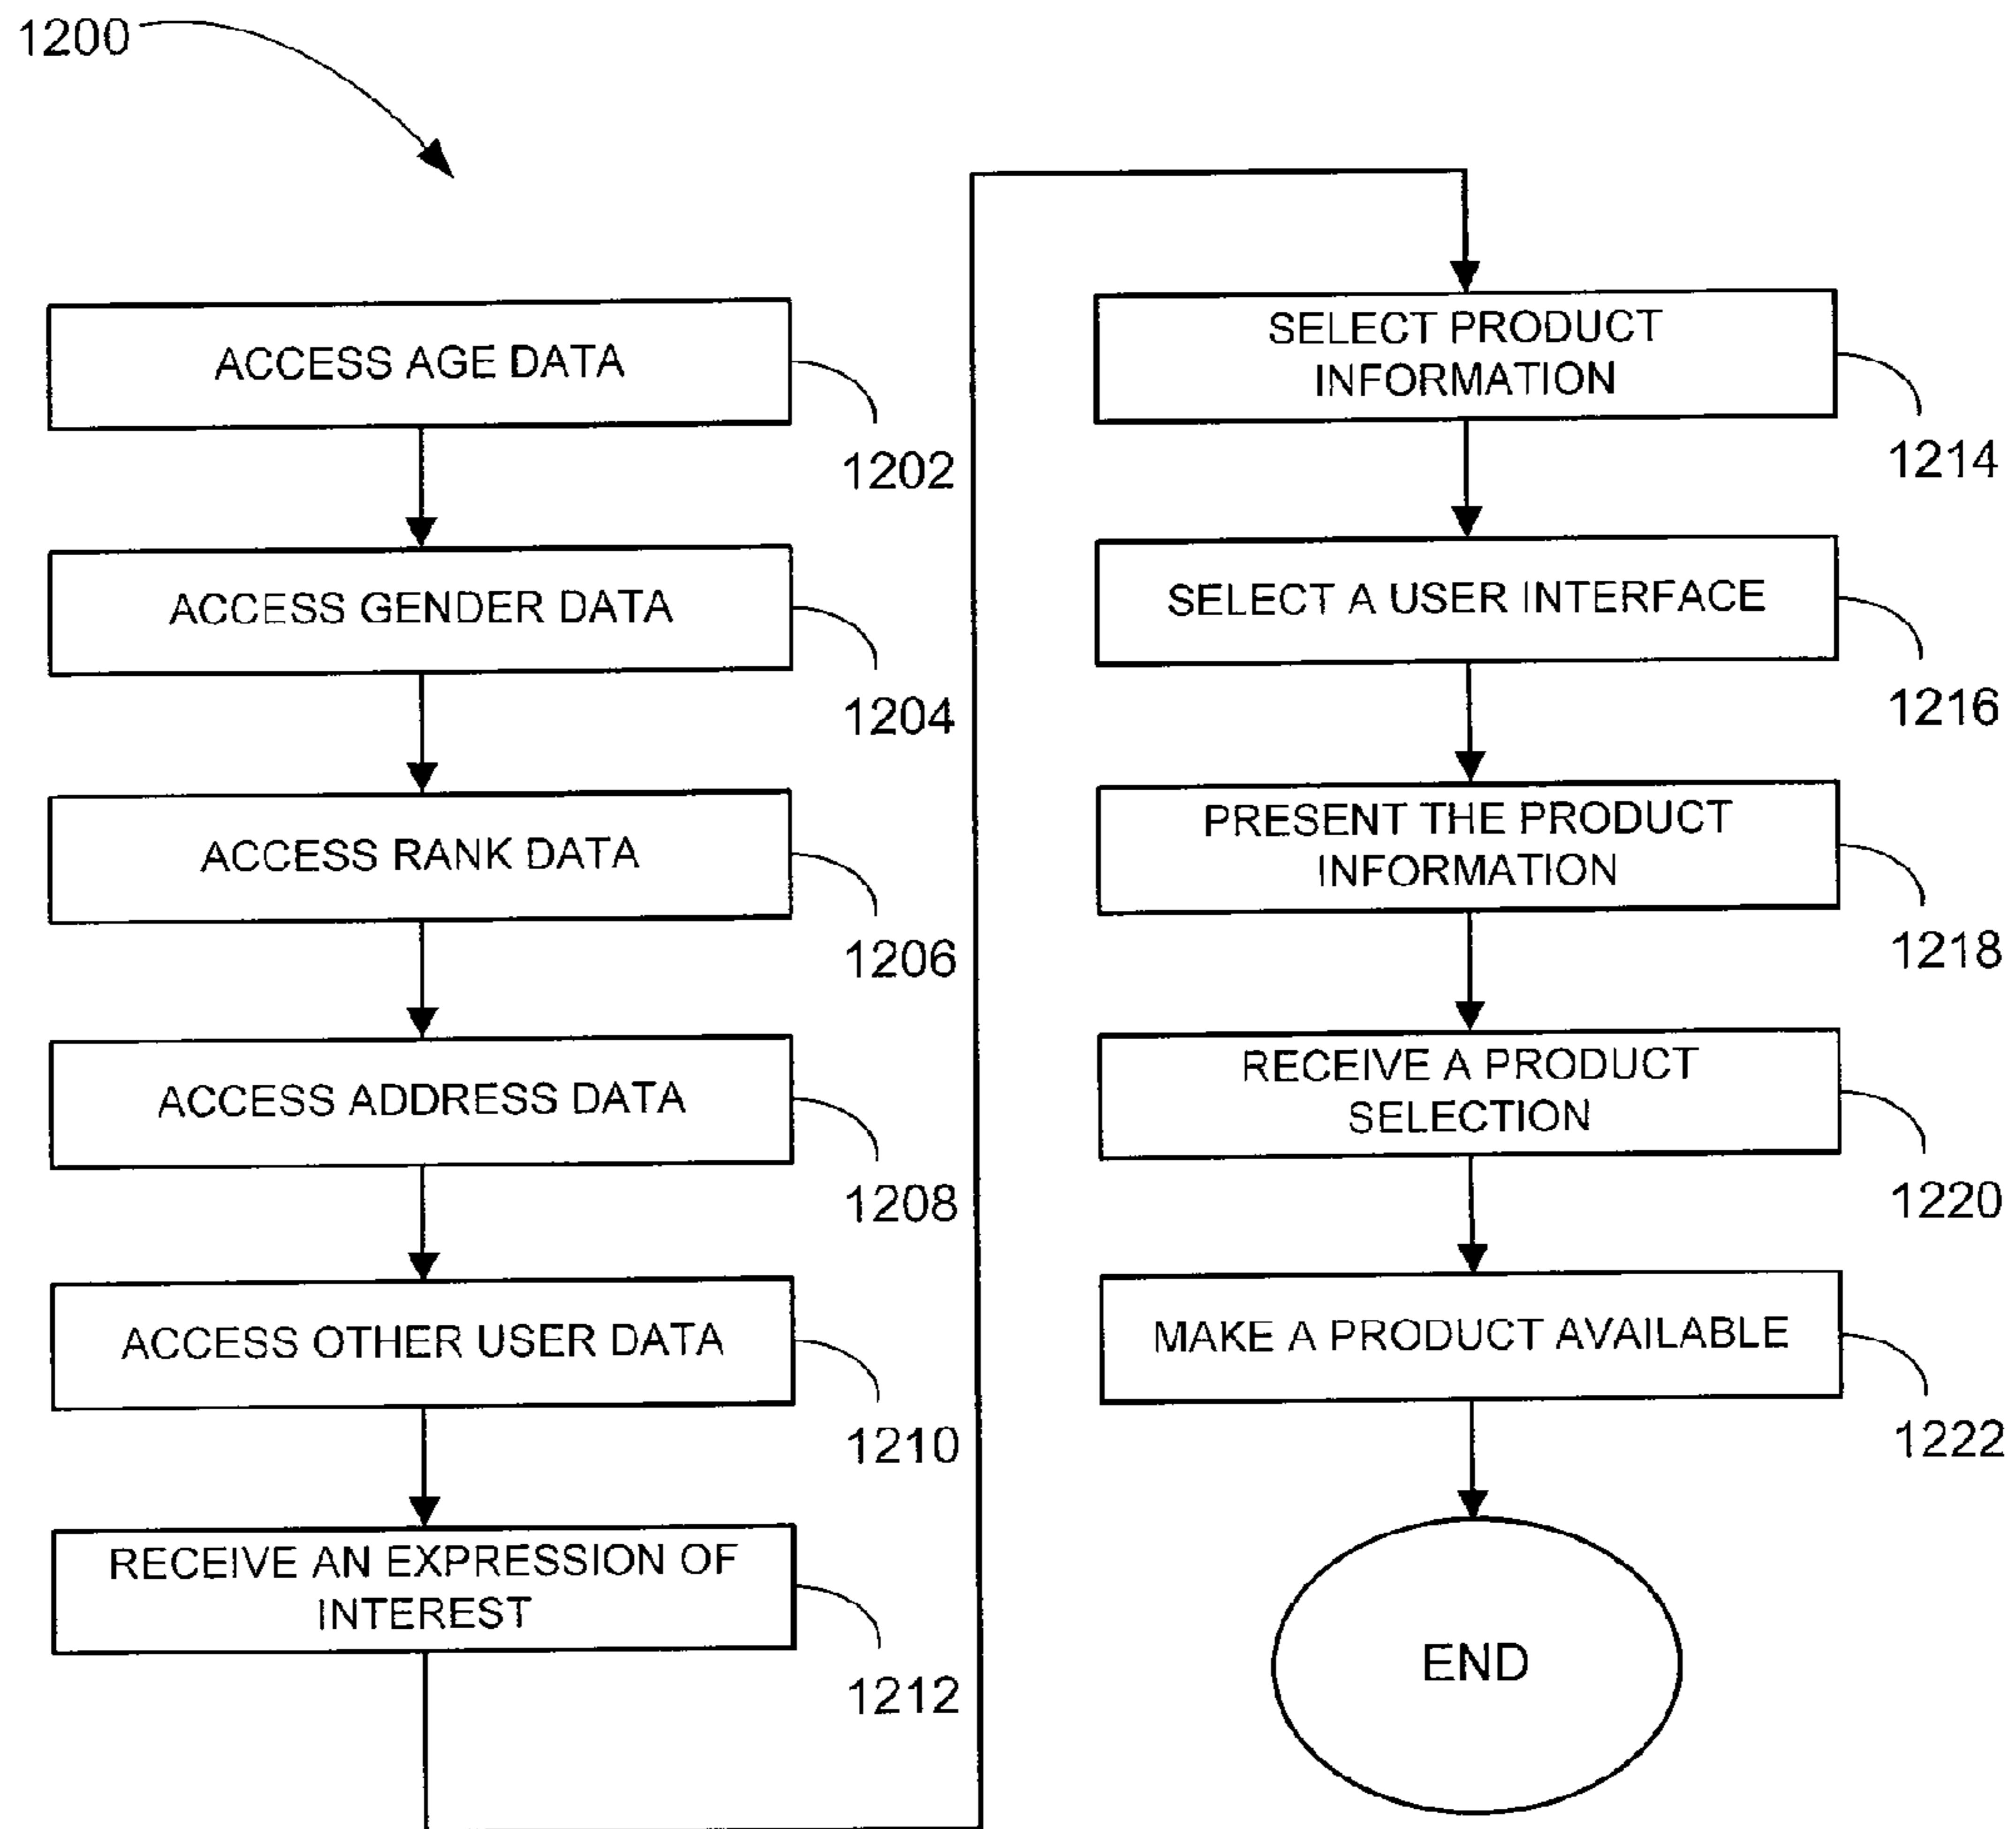 1200
ACCESS AGE DATA
1202
ACCESS GENDER DATA
1204
ACCESS RANK DATA
1206
ACCESS ADDRESS DATA
1208
ACCESS OTHER USER DATA
1210
RECEIVE AN EXPRESSION OF
INTEREST
1212
SELECT PRODUCT
INFORMATION
1214
SELECT A USER INTERFACE
1216
PRESENT THE PRODUCT
INFORMATION
1218
RECEIVE A PRODUCT
SELECTION
1220
MAKE A PRODUCT AVAILABLE
1222
END